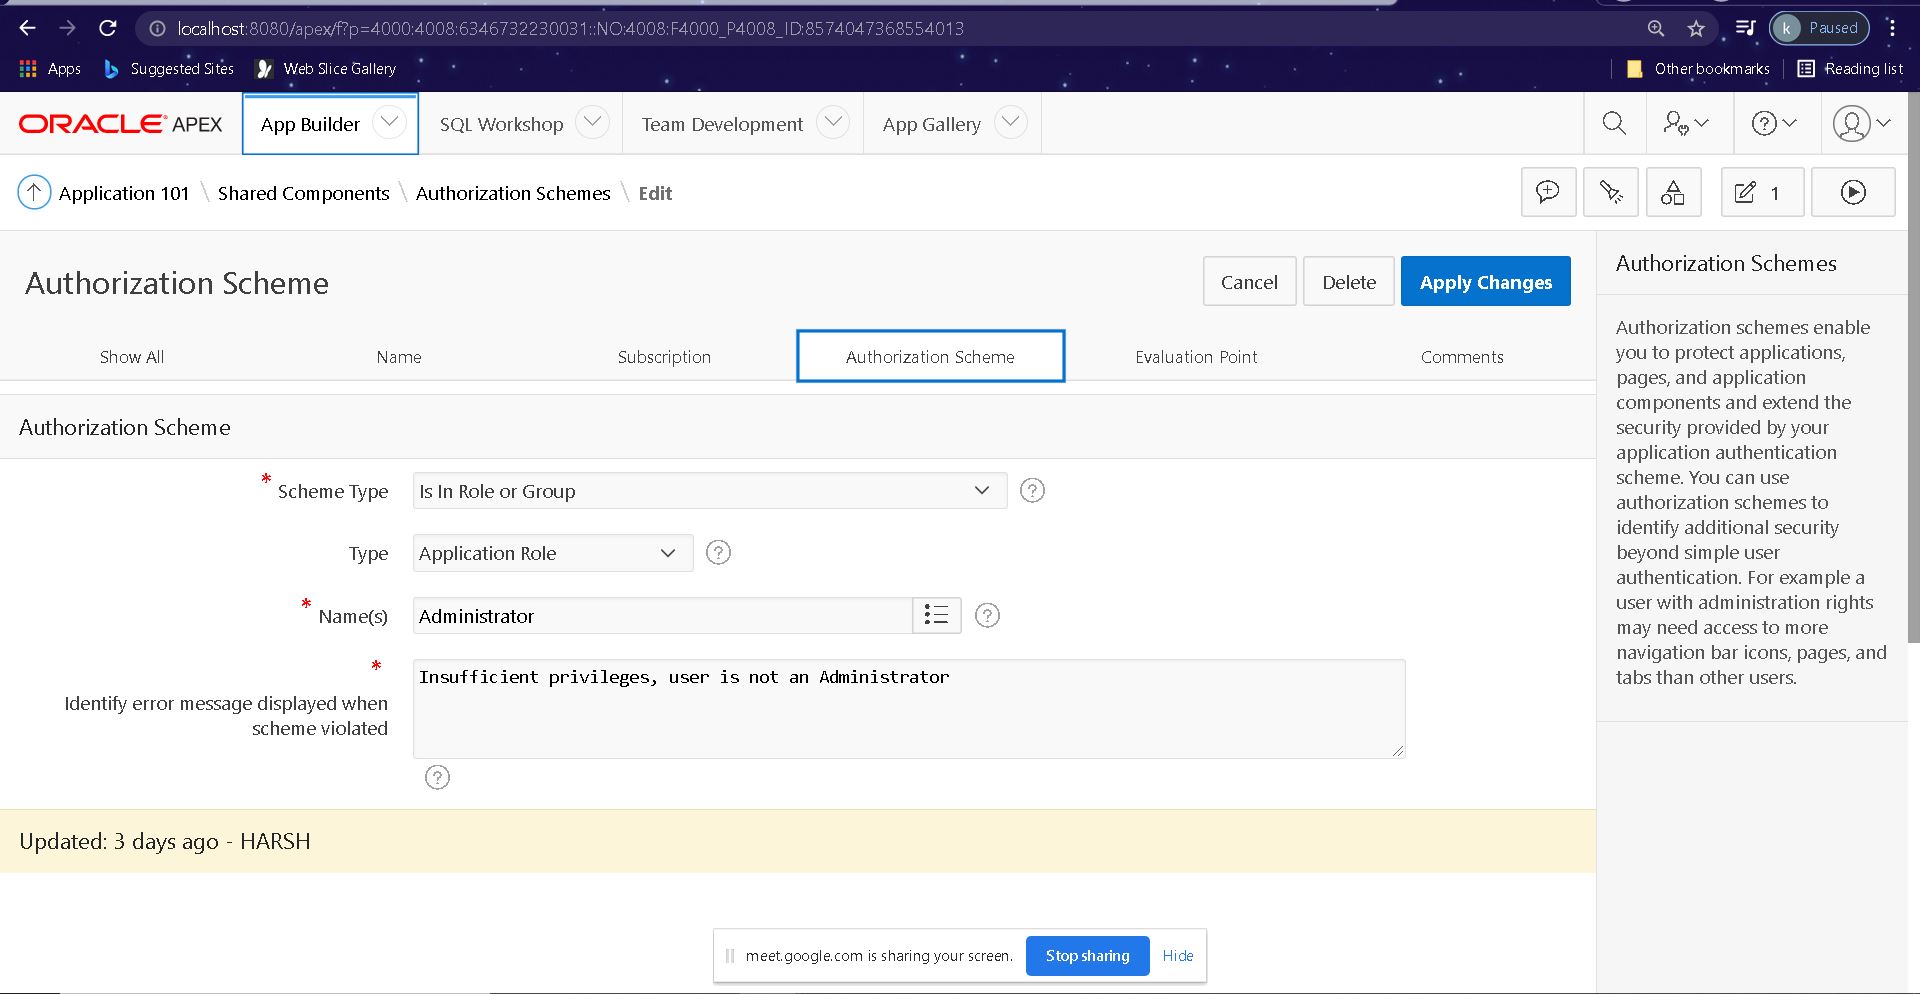 localhost:8080/apex/f?p=4000:4008:6346732230031::NO:4008:F4000_P4008_ID:8574047368554013
k Paused
Apps Suggested Sites Web Slice Gallery Other bookmarks Reading list
ORACLE APEX App Builder SQL Workshop Team Development App Gallery
Application 101 \ Shared Components \ Authorization Schemes \ Edit
1
Authorization Scheme
Cancel Delete Apply Changes
Show All Name Subscription Authorization Scheme Evaluation Point Comments
Authorization Scheme
* Scheme Type Is In Role or Group ?
Type Application Role ?
* Name(s) Administrator ?
* Identify error message displayed when
scheme violated
Insufficient privileges, user is not an Administrator
?
Updated: 3 days ago - HARSH
Authorization Schemes
Authorization schemes enable
you to protect applications,
pages, and application
components and extend the
security provided by your
application authentication
scheme. You can use
authorization schemes to
identify additional security
beyond simple user
authentication. For example a
user with administration rights
may need access to more
navigation bar icons, pages, and
tabs than other users.
meet.google.com is sharing your screen. Stop sharing Hide